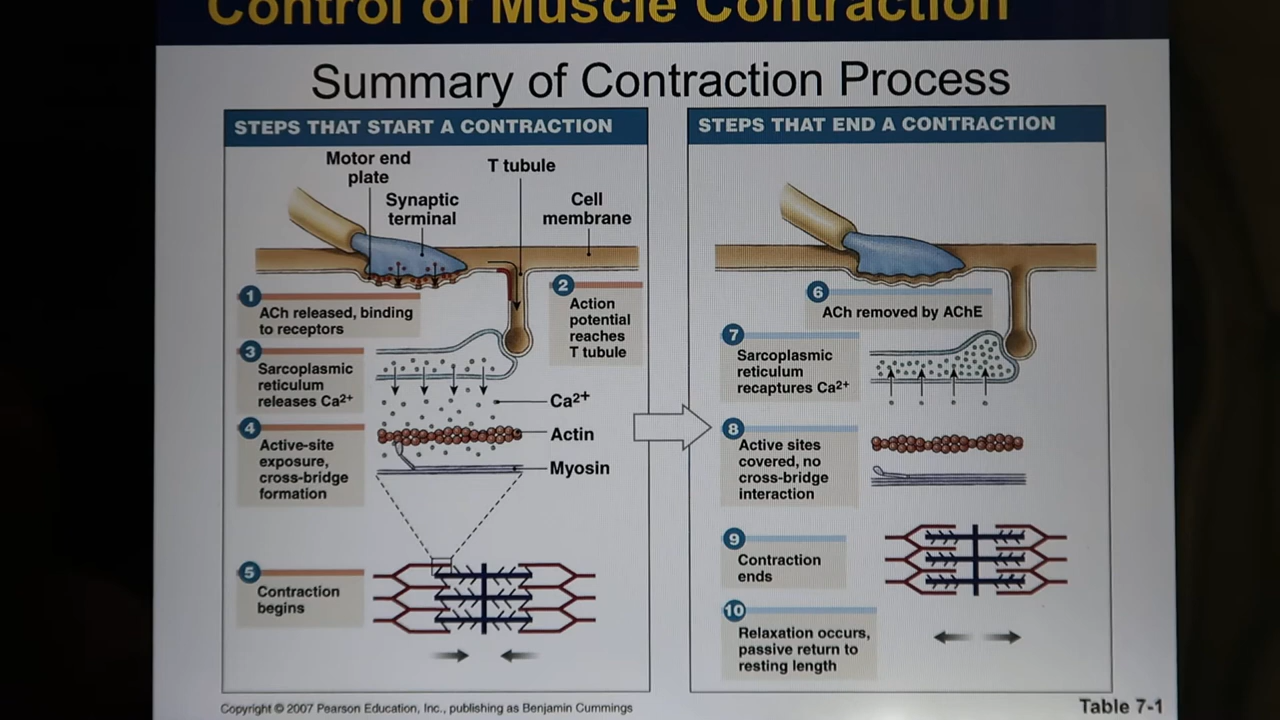 Control of Muscle Contraction
Summary of Contraction Process
STEPS THAT START A CONTRACTION
Motor end
plate
T tubule
Synaptic
terminal
Cell
membrane
1
ACh released, binding
to receptors
2
Action
potential
reaches
T tubule
3
Sarcoplasmic
reticulum
releases Ca²⁺
Ca²⁺
4
Active-site
exposure,
cross-bridge
formation
Actin
Myosin
5
Contraction
begins
STEPS THAT END A CONTRACTION
6
ACh removed by AChE
7
Sarcoplasmic
reticulum
recaptures Ca²⁺
8
Active sites
covered, no
cross-bridge
interaction
9
Contraction
ends
10
Relaxation occurs,
passive return to
resting length
Copyright © 2007 Pearson Education, Inc., publishing as Benjamin Cummings
Table 7-1